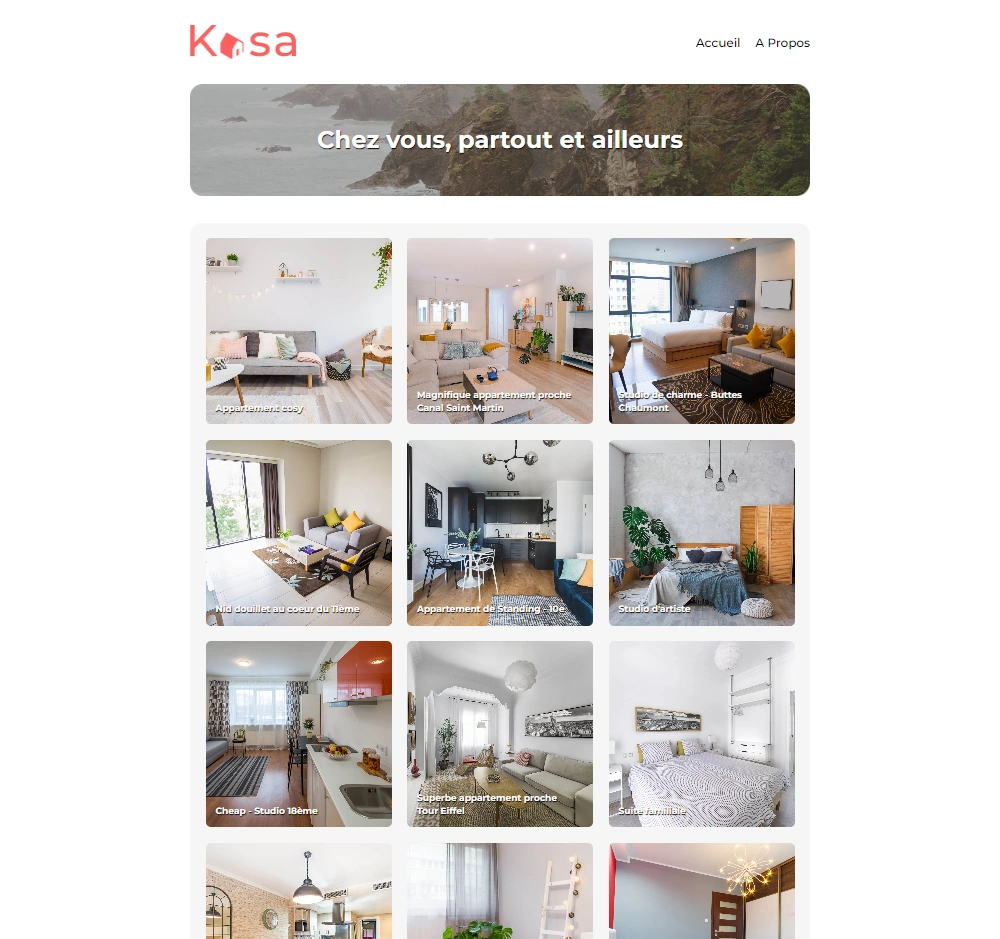 Kasa
Accueil A Propos
Chez vous, partout et ailleurs
Appartement cosy
Magnifique appartement proche
Canal Saint Martin
Studio de charme - Buttes
Chaumont
Nid douillet au coeur du 11ème
Appartement de Standing - 10e
Studio d'artiste
Cheap - Studio 18ème
Superbe appartement proche
Tour Eiffel
Suite familiale